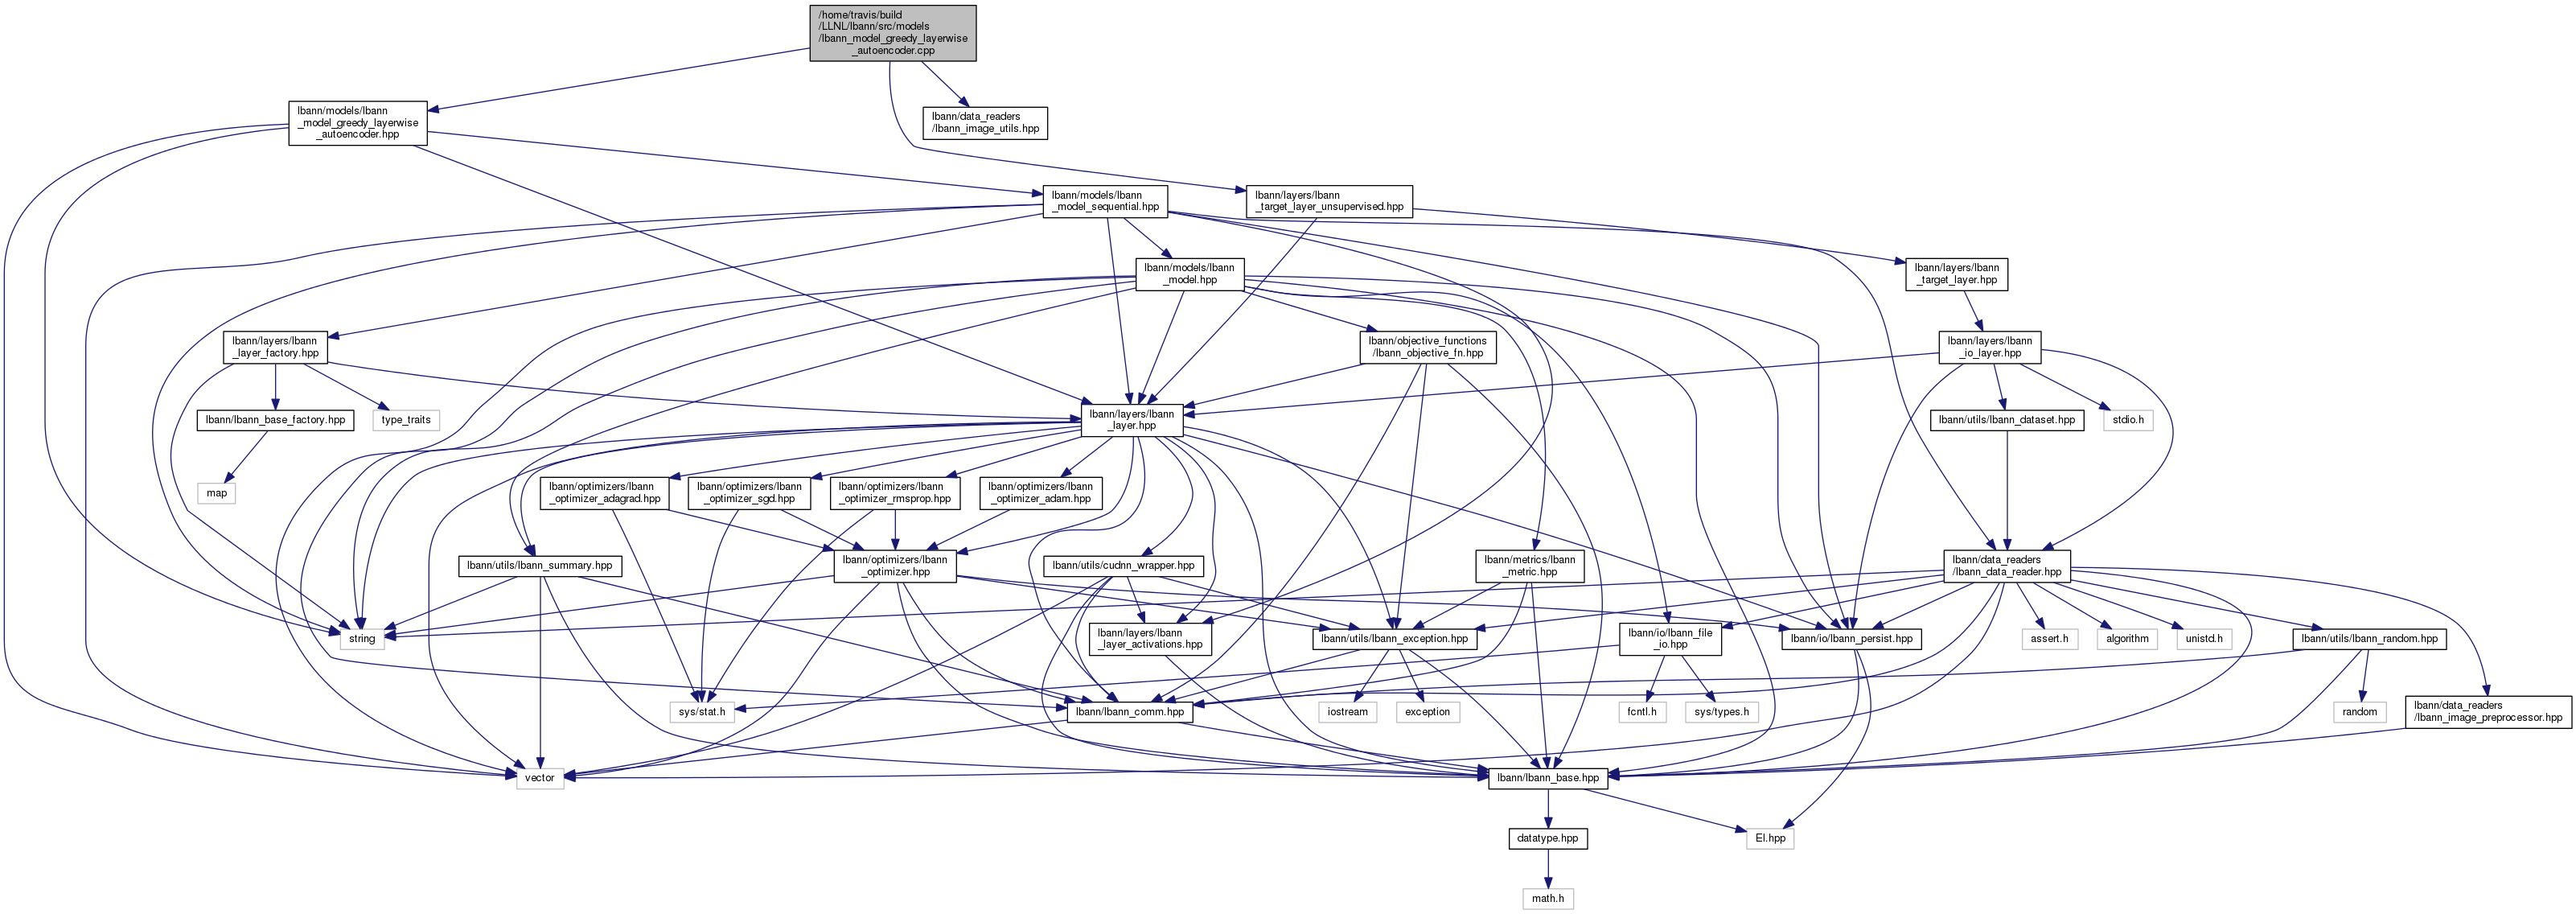 /home/travis/build
/LLNL/lbann/src/models
/lbann_model_greedy_layerwise
_autoencoder.cpp
lbann/models/lbann
_model_greedy_layerwise
_autoencoder.hpp
lbann/data_readers
/lbann_image_utils.hpp
lbann/models/lbann
_model_sequential.hpp
lbann/layers/lbann
_target_layer_unsupervised.hpp
lbann/models/lbann
_model.hpp
lbann/layers/lbann
_target_layer.hpp
lbann/layers/lbann
_layer_factory.hpp
lbann/objective_functions
/lbann_objective_fn.hpp
lbann/layers/lbann
_io_layer.hpp
lbann/lbann_base_factory.hpp
type_traits
lbann/layers/lbann
_layer.hpp
lbann/utils/lbann_dataset.hpp
stdio.h
map
lbann/optimizers/lbann
_optimizer_adagrad.hpp
lbann/optimizers/lbann
_optimizer_sgd.hpp
lbann/optimizers/lbann
_optimizer_rmsprop.hpp
lbann/optimizers/lbann
_optimizer_adam.hpp
lbann/utils/lbann_summary.hpp
lbann/optimizers/lbann
_optimizer.hpp
lbann/utils/cudnn_wrapper.hpp
lbann/metrics/lbann
_metric.hpp
lbann/data_readers
/lbann_data_reader.hpp
string
lbann/layers/lbann
_layer_activations.hpp
lbann/utils/lbann_exception.hpp
lbann/io/lbann_file
_io.hpp
lbann/io/lbann_persist.hpp
assert.h
algorithm
unistd.h
lbann/utils/lbann_random.hpp
sys/stat.h
lbann/lbann_comm.hpp
iostream
exception
fcntl.h
sys/types.h
random
lbann/data_readers
/lbann_image_preprocessor.hpp
vector
lbann/lbann_base.hpp
datatype.hpp
El.hpp
math.h